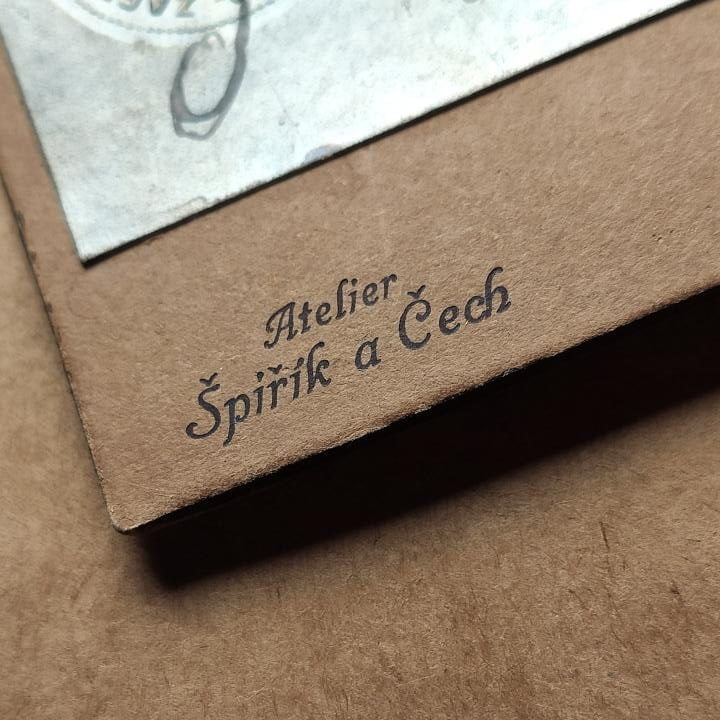 Atelier
Špiřík a Čech